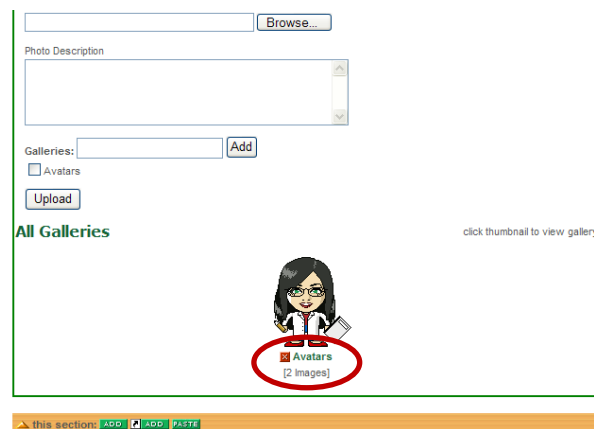 Browse...
Photo Description
Galleries: Add
Avatars
Upload
All Galleries click thumbnail to view gallery
Avatars
[2 Images]
this section: ADD ADD PASTE